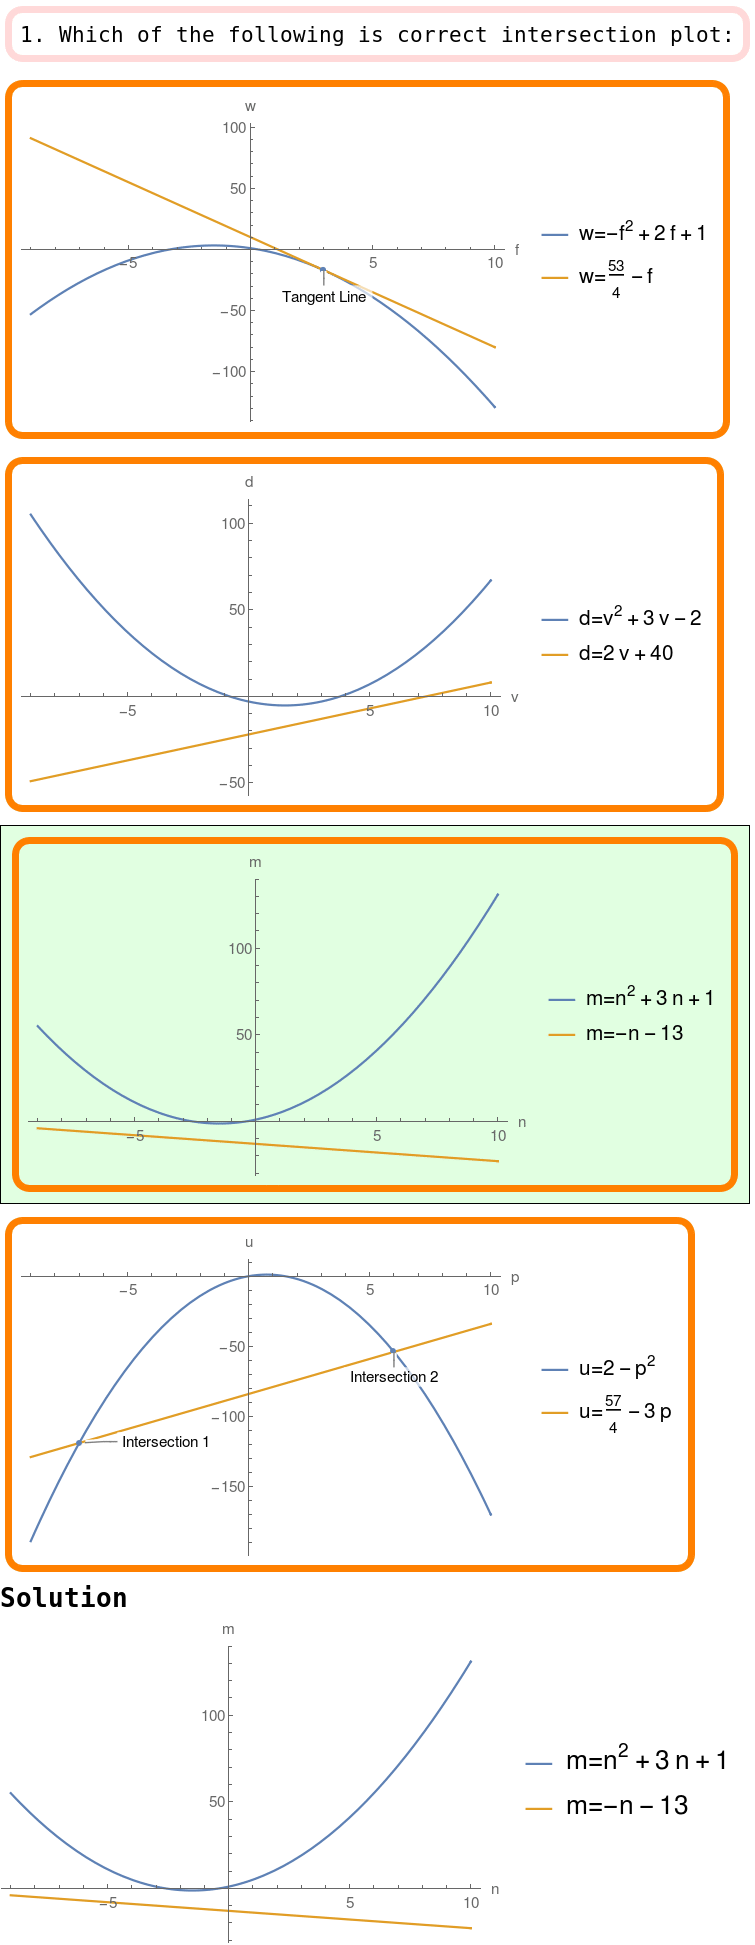 1. Which of the following is correct intersection plot:
w
100
50
−5
5
10
f
−50
−100
Tangent Line
w=−f² + 2 f + 1
w=53/4 − f
d
100
50
−5
5
10
v
−50
d=v² + 3 v − 2
d=2 v + 40
m
100
50
−5
5
10
n
m=n² + 3 n + 1
m=−n − 13
u
−5
5
10
p
−50
Intersection 2
−100
Intersection 1
−150
u=2 − p²
u=57/4 − 3 p
Solution
m
100
50
−5
5
10
n
m=n² + 3 n + 1
m=−n − 13